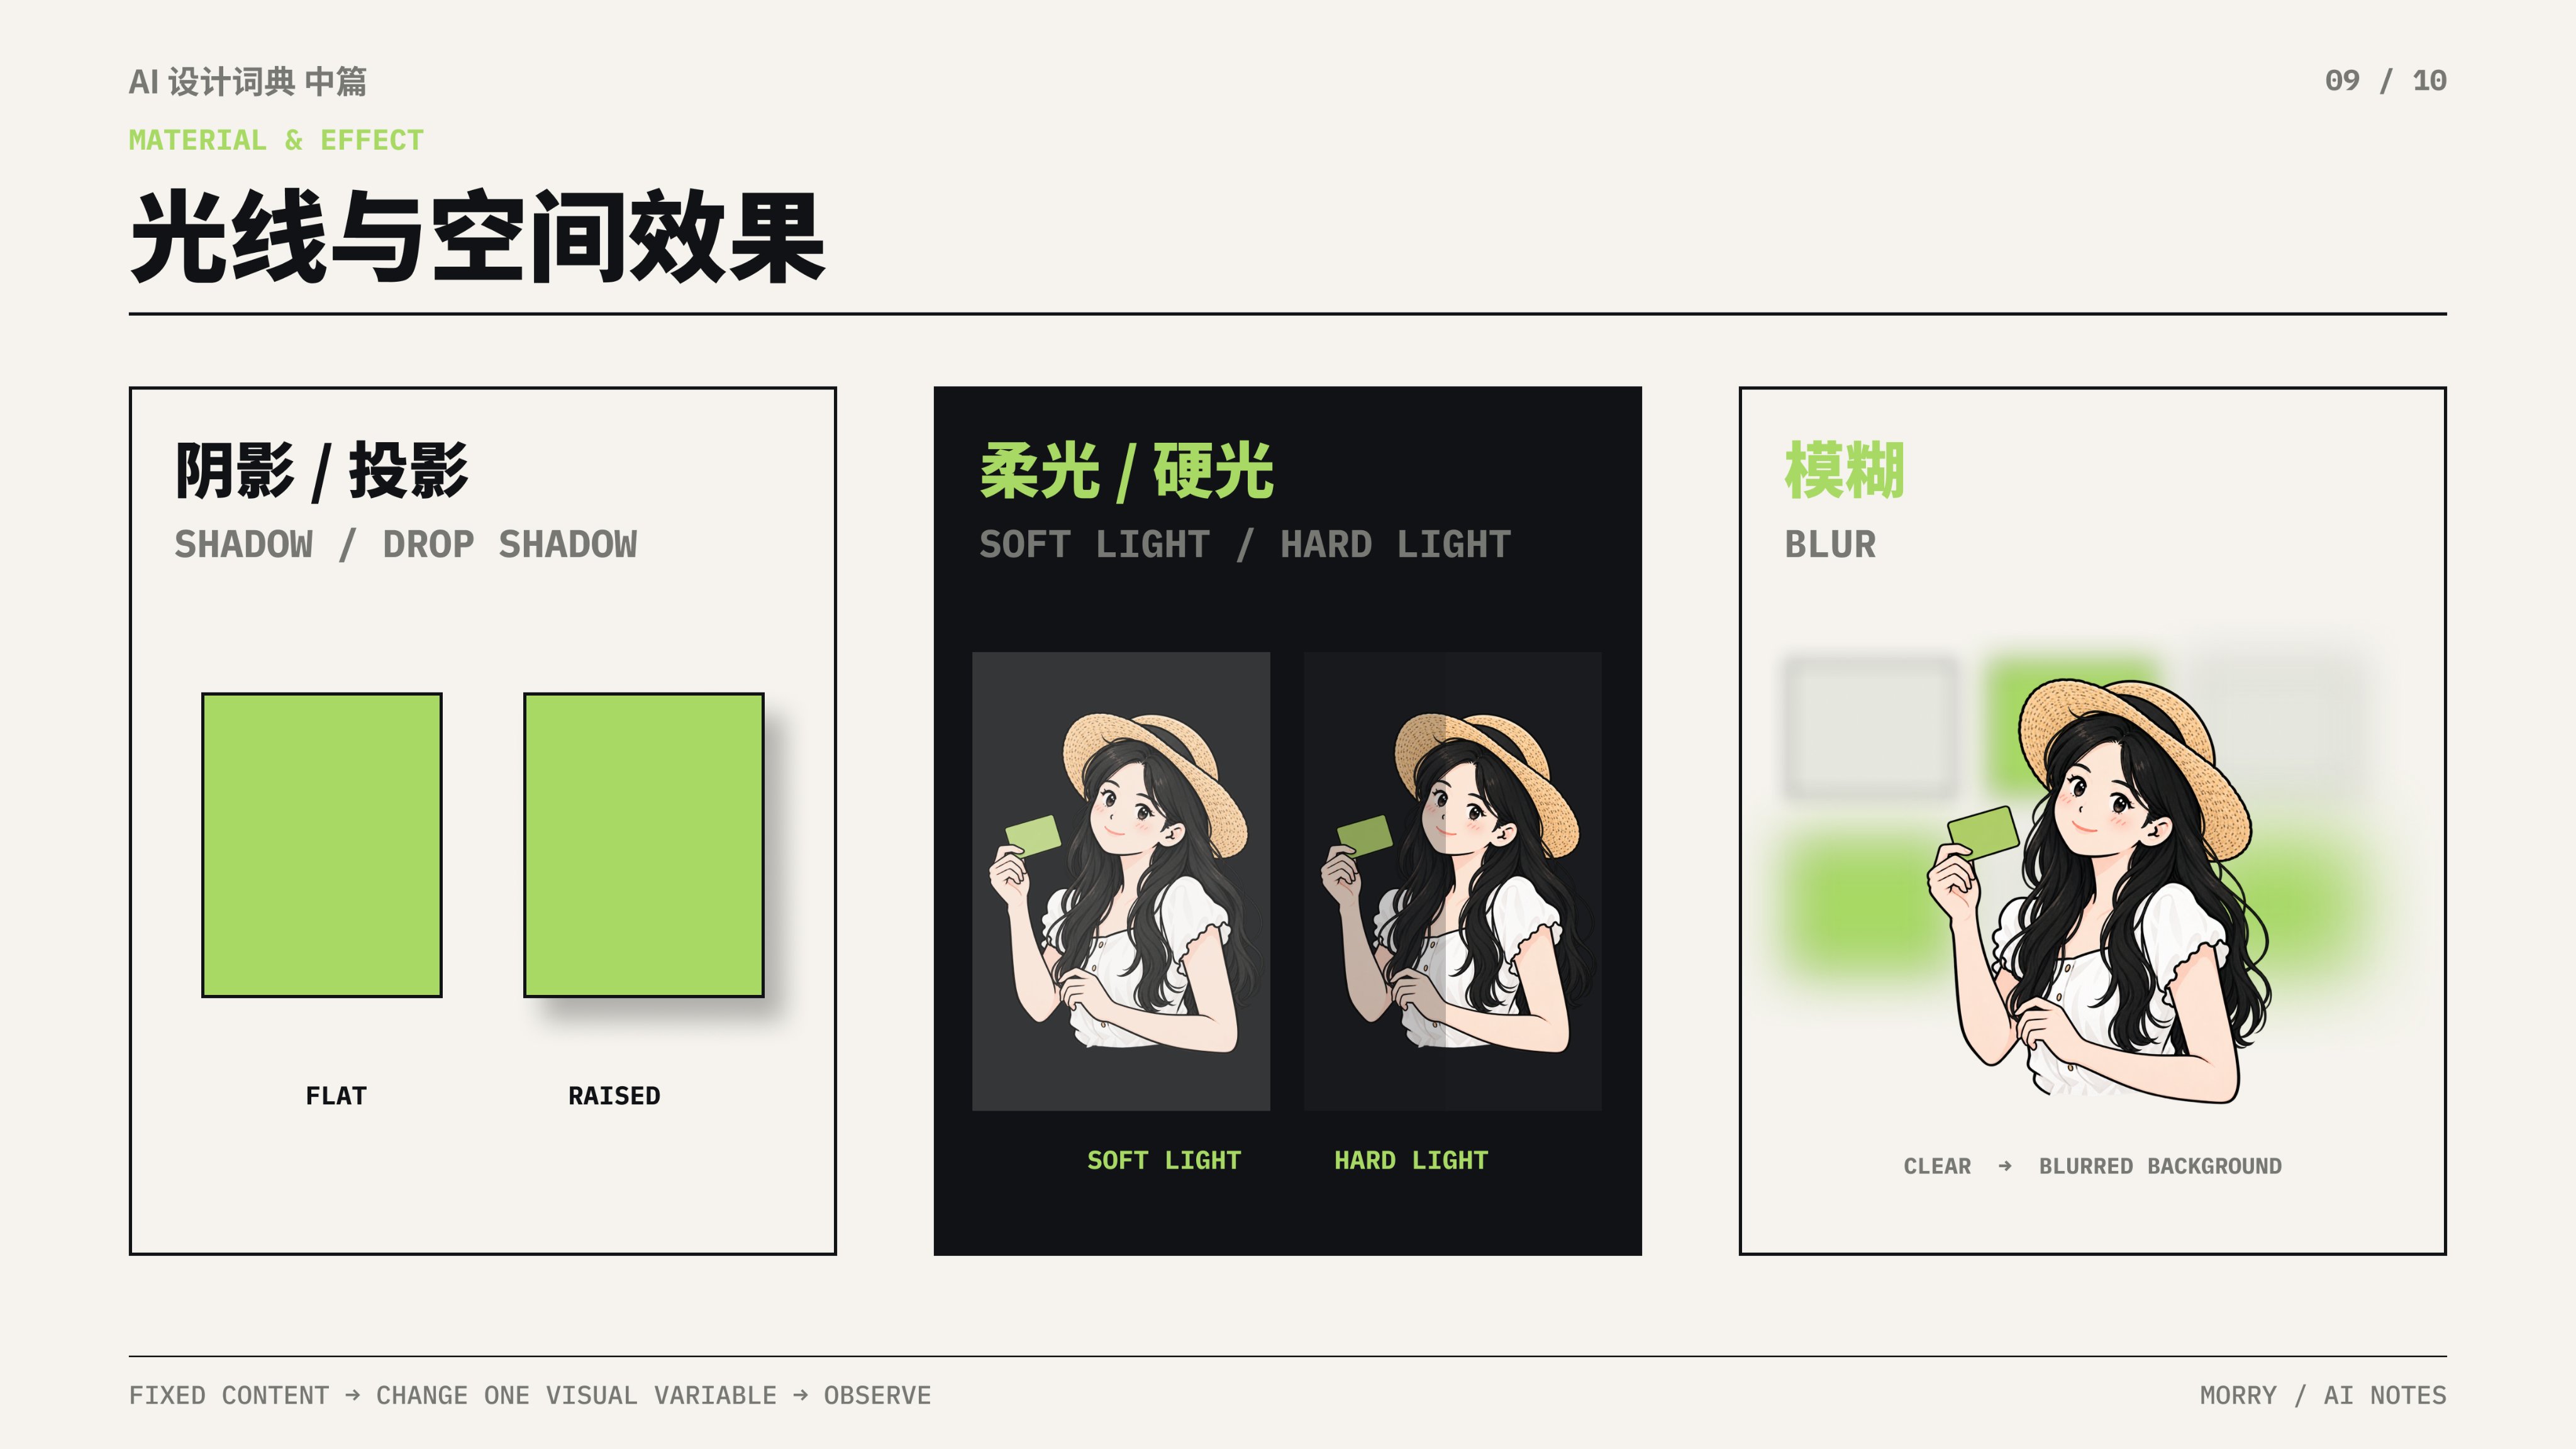 AI 设计词典 中篇
09 / 10
MATERIAL & EFFECT
光线与空间效果
阴影 / 投影
SHADOW / DROP SHADOW
FLAT
RAISED
柔光 / 硬光
SOFT LIGHT / HARD LIGHT
SOFT LIGHT
HARD LIGHT
模糊
BLUR
CLEAR → BLURRED BACKGROUND
FIXED CONTENT → CHANGE ONE VISUAL VARIABLE → OBSERVE
MORRY / AI NOTES